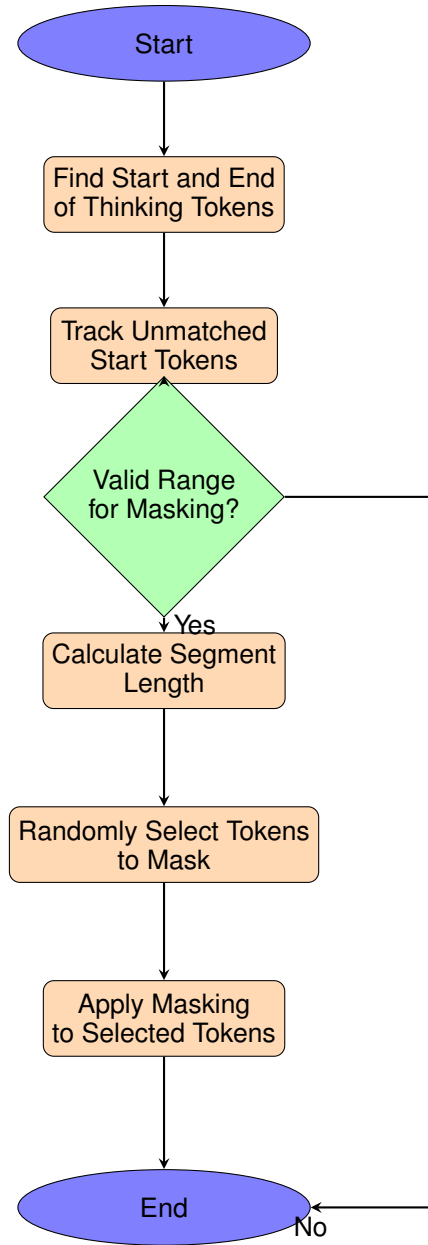 Start
Find Start and End
of Thinking Tokens
Track Unmatched
Start Tokens
Valid Range
for Masking?
Yes
Calculate Segment
Length
Randomly Select Tokens
to Mask
Apply Masking
to Selected Tokens
End
No